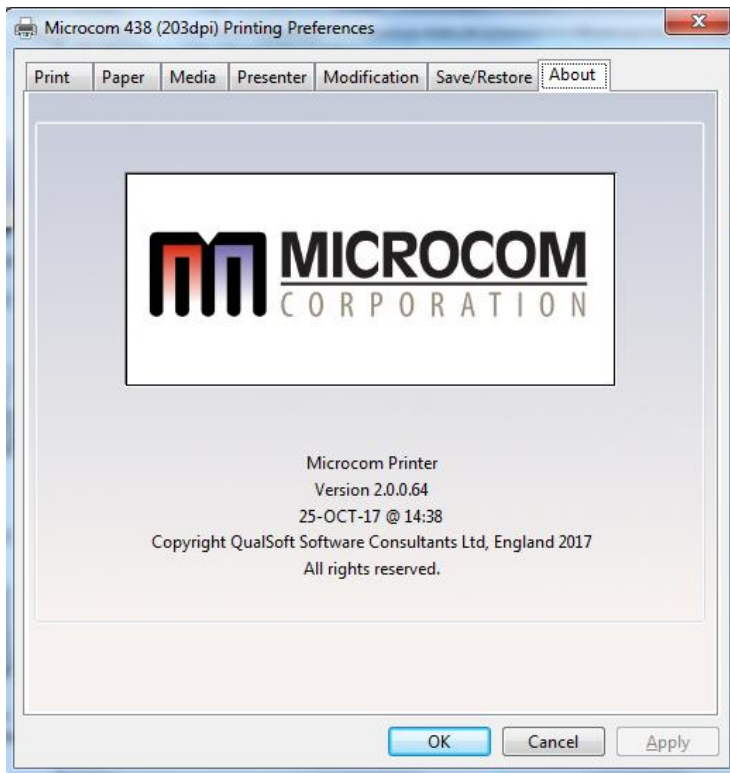 Microcom 438 (203dpi) Printing Preferences
Print Paper Media Presenter Modification Save/Restore About
MICROCOM
CORPORATION
Microcom Printer
Version 2.0.0.64
25-OCT-17 @ 14:38
Copyright QualSoft Software Consultants Ltd, England 2017
All rights reserved.
OK Cancel Apply